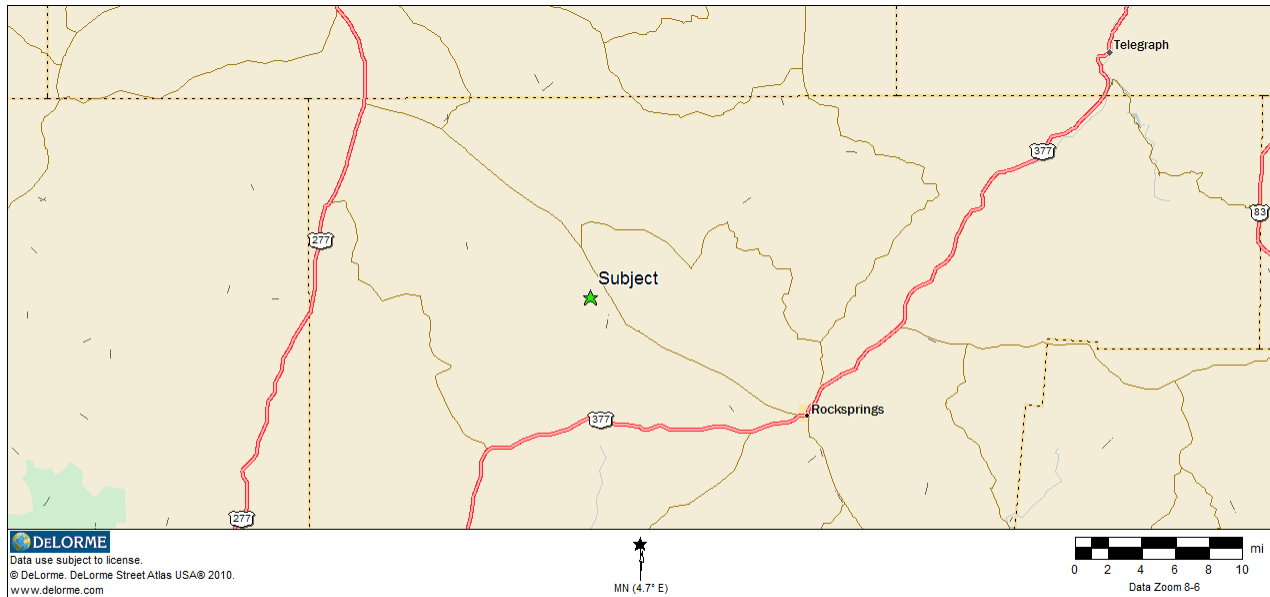 Telegraph
377
83
277
Subject
Rocksprings
377
277
DELORME
Data use subject to license.
© DeLorme. DeLorme Street Atlas USA® 2010.
www.delorme.com
MN (4.7° E)
mi
0 2 4 6 8 10
Data Zoom 8-6